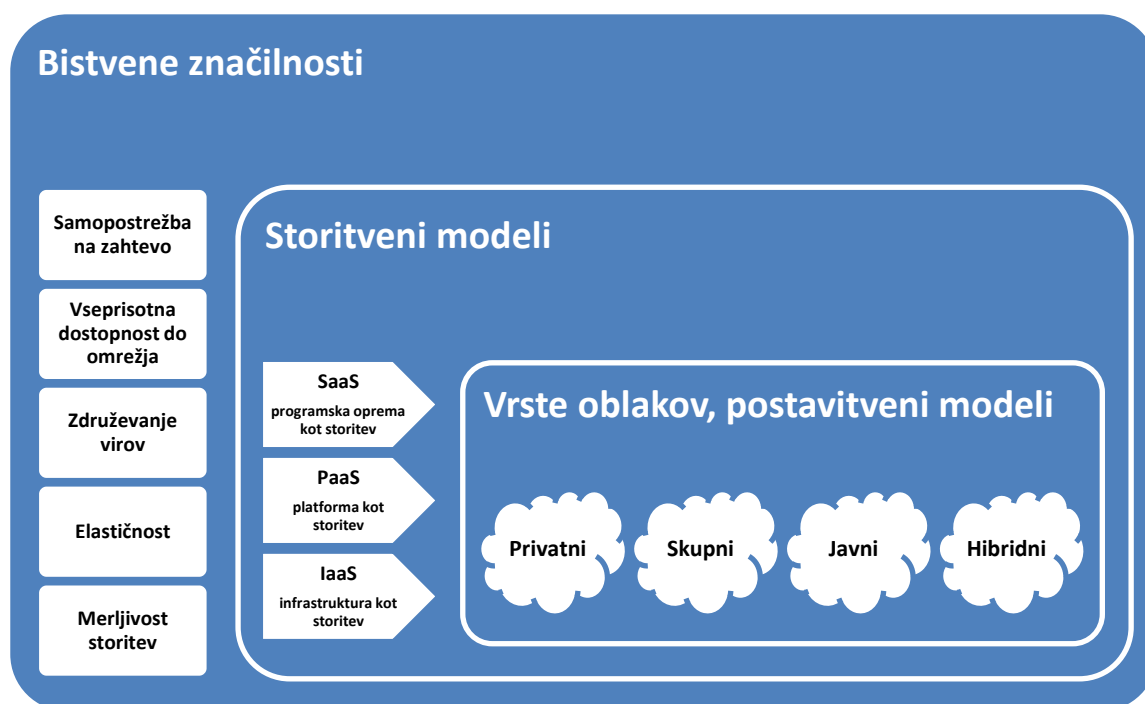 Bistvene značilnosti
Samopostrežba
na zahtevo
Vseprisotna
dostopnost do
omrežja
Združevanje
virov
Elastičnost
Merljivost
storitev
Storitveni modeli
SaaS
programska oprema
kot storitev
PaaS
platforma kot
storitev
IaaS
infrastruktura kot
storitev
Vrste oblakov, postavitveni modeli
Privatni
Skupni
Javni
Hibridni